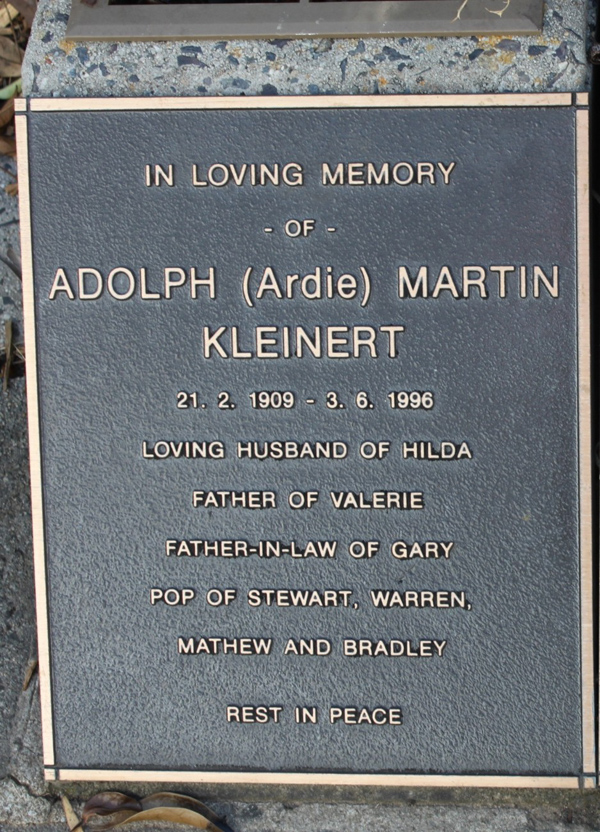 IN LOVING MEMORY
- OF -
ADOLPH (Ardie) MARTIN
KLEINERT
21. 2. 1909 - 3. 6. 1996
LOVING HUSBAND OF HILDA
FATHER OF VALERIE
FATHER-IN-LAW OF GARY
POP OF STEWART, WARREN,
MATHEW AND BRADLEY
REST IN PEACE